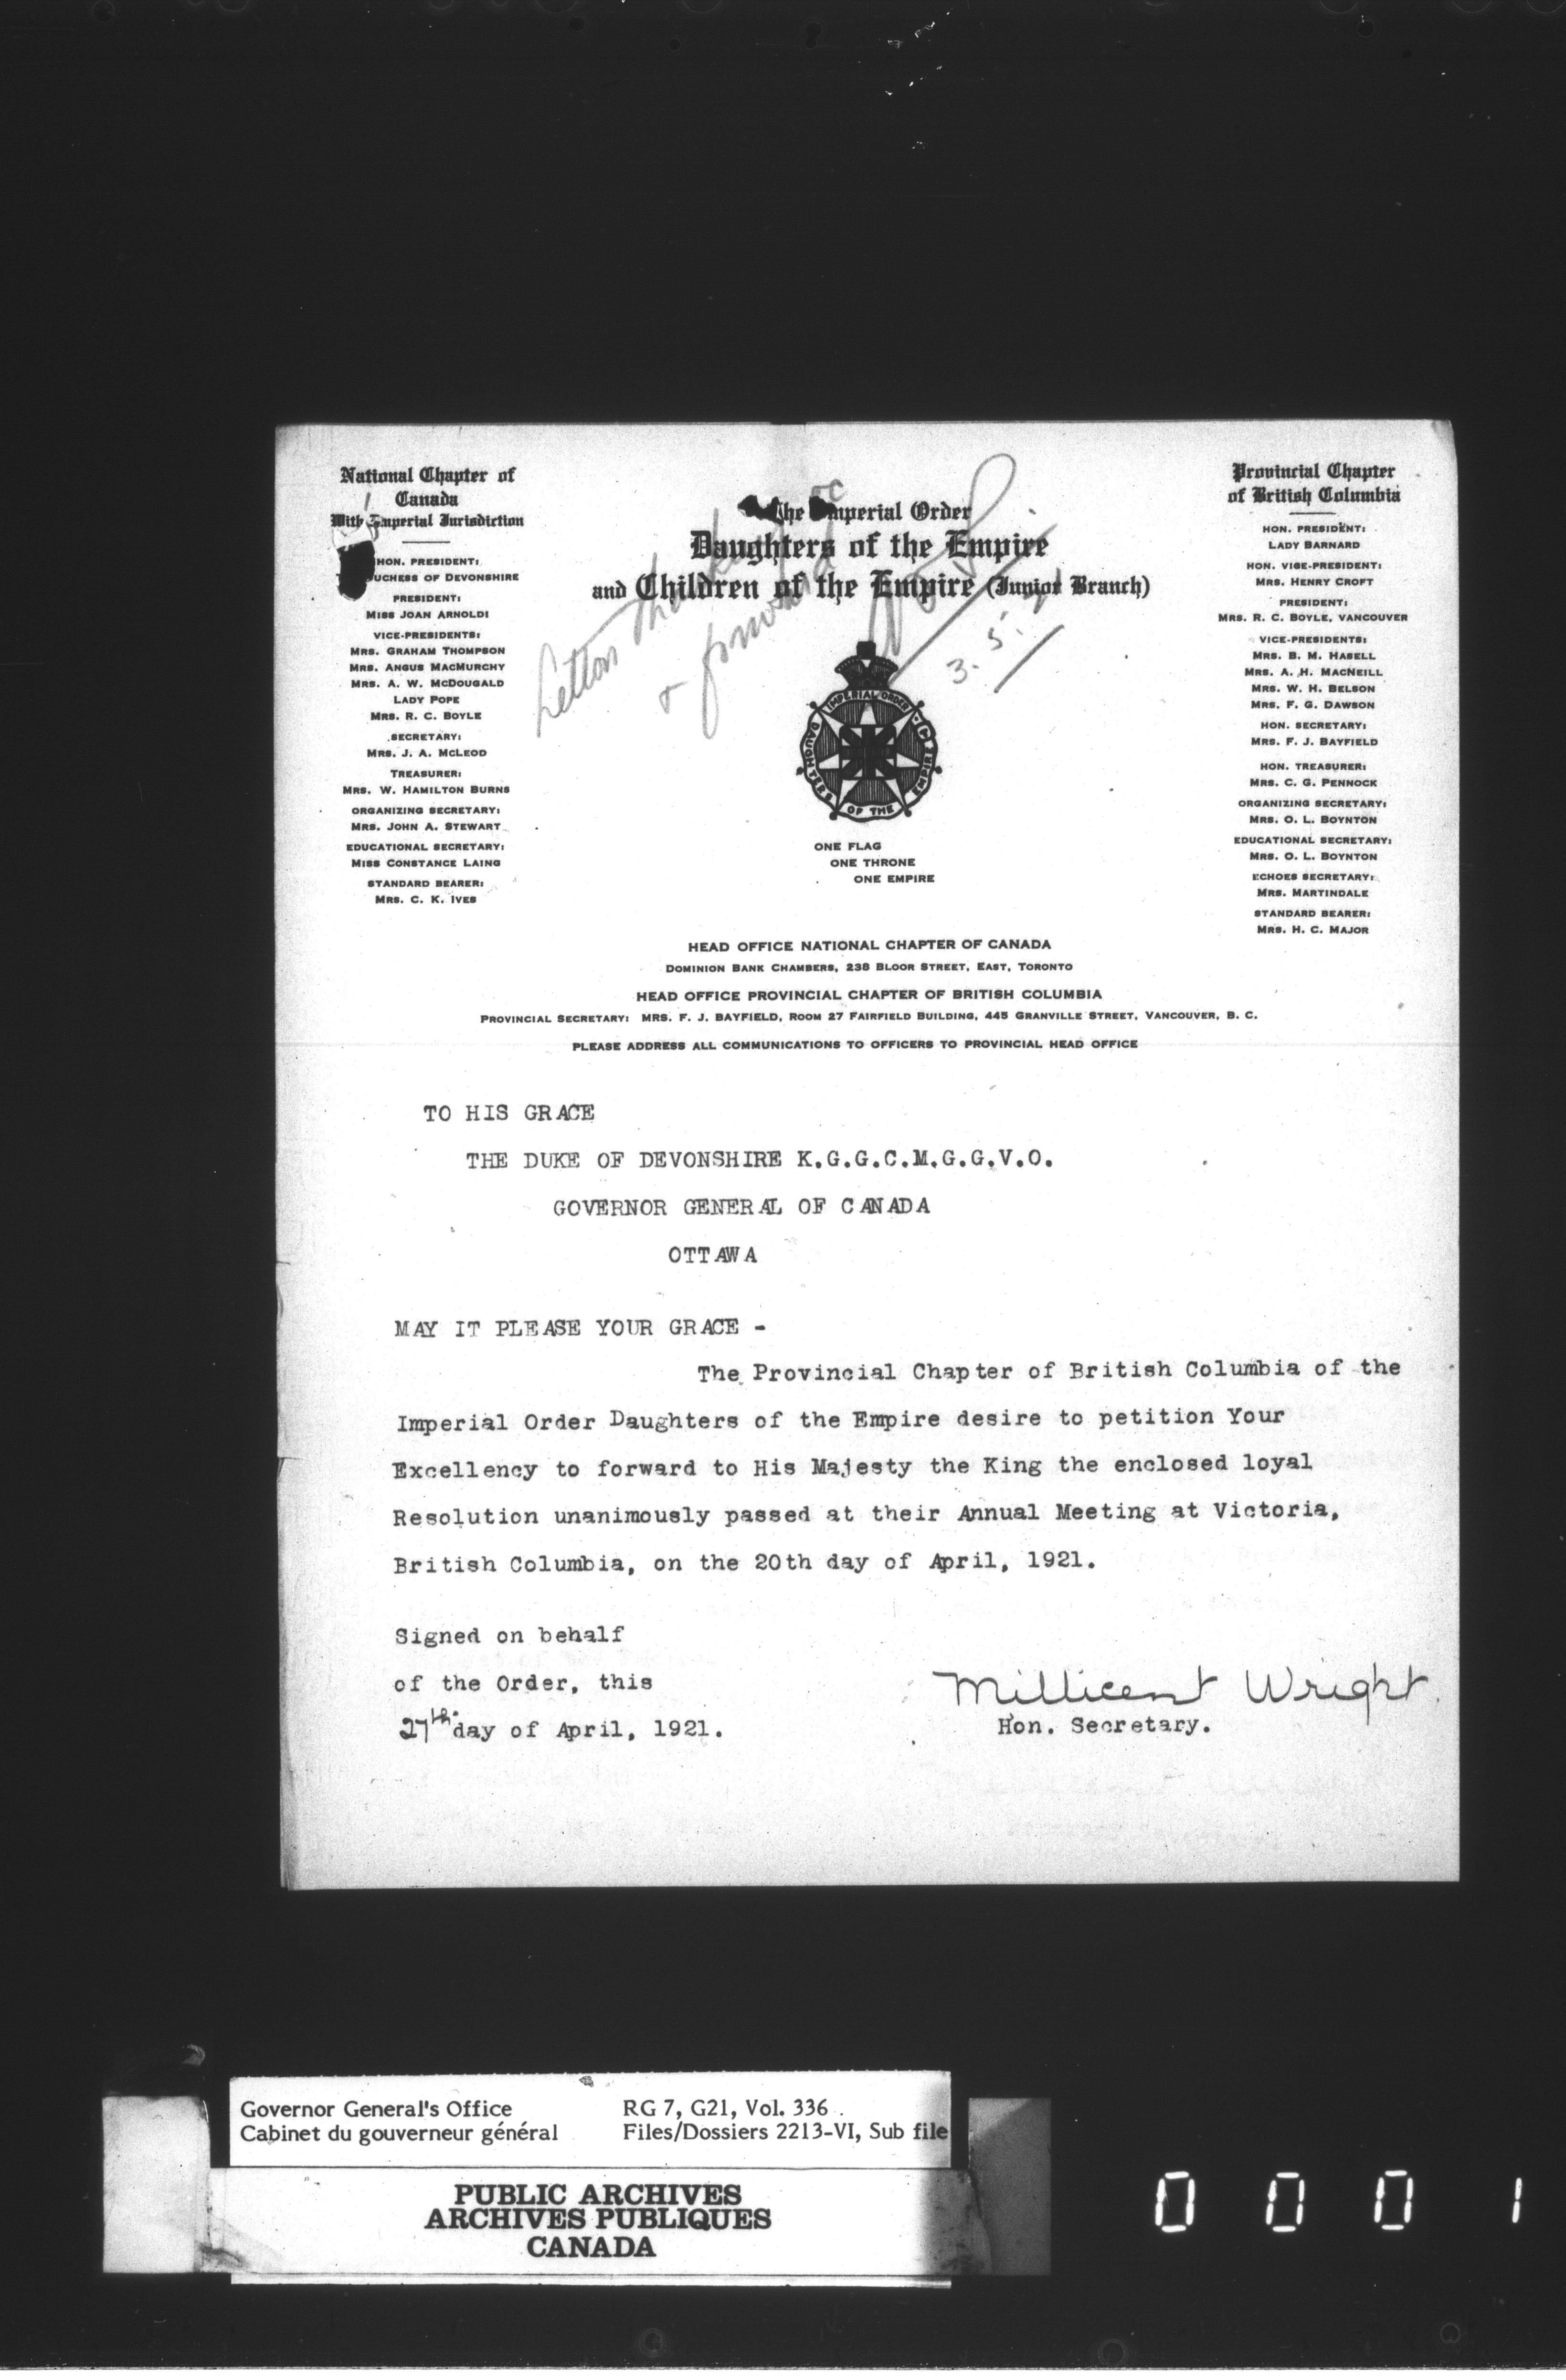 National Chapter of
Canada
With Imperial Jurisdiction
HON. PRESIDENT:
DUCHESS OF DEVONSHIRE
PRESIDENT:
MISS JOAN ARNOLDI
VICE-PRESIDENTS:
MRS. GRAHAM THOMPSON
MRS. ANGUS MACMURCHY
MRS. A. W. MCDOUGALD
LADY POPE
MRS. R. C. BOYLE
SECRETARY:
MRS. J. A. MCLEOD
TREASURER:
MRS. W. HAMILTON BURNS
ORGANIZING SECRETARY:
MRS. JOHN A. STEWART
EDUCATIONAL SECRETARY:
MISS CONSTANCE LAING
STANDARD BEARER:
MRS. C. K. IVES
The Imperial Order
Daughters of the Empire
and Children of the Empire (Junior Branch)
Letter thank
& forward
3.5.21
IMPERIAL ORDER
DAUGHTERS OF THE EMPIRE
ONE FLAG
ONE THRONE
ONE EMPIRE
Provincial Chapter
of British Columbia
HON. PRESIDENT:
LADY BARNARD
HON. VICE-PRESIDENT:
MRS. HENRY CROFT
PRESIDENT:
MRS. R. C. BOYLE, VANCOUVER
VICE-PRESIDENTS:
MRS. B. M. HASELL
MRS. A. H. MACNEILL
MRS. W. H. BELSON
MRS. F. G. DAWSON
HON. SECRETARY:
MRS. F. J. BAYFIELD
HON. TREASURER:
MRS. C. G. PENNOCK
ORGANIZING SECRETARY:
MRS. O. L. BOYNTON
EDUCATIONAL SECRETARY:
MRS. O. L. BOYNTON
ECHOES SECRETARY:
MRS. MARTINDALE
STANDARD BEARER:
MRS. H. C. MAJOR
HEAD OFFICE NATIONAL CHAPTER OF CANADA
DOMINION BANK CHAMBERS, 238 BLOOR STREET, EAST, TORONTO
HEAD OFFICE PROVINCIAL CHAPTER OF BRITISH COLUMBIA
PROVINCIAL SECRETARY: MRS. F. J. BAYFIELD, ROOM 27 FAIRFIELD BUILDING, 445 GRANVILLE STREET, VANCOUVER, B. C.
PLEASE ADDRESS ALL COMMUNICATIONS TO OFFICERS TO PROVINCIAL HEAD OFFICE
TO HIS GRACE
THE DUKE OF DEVONSHIRE K.G.G.C.M.G.G.V.O.
GOVERNOR GENERAL OF CANADA
OTTAWA
MAY IT PLEASE YOUR GRACE -
The Provincial Chapter of British Columbia of the
Imperial Order Daughters of the Empire desire to petition Your
Excellency to forward to His Majesty the King the enclosed loyal
Resolution unanimously passed at their Annual Meeting at Victoria,
British Columbia, on the 20th day of April, 1921.
Signed on behalf
of the Order, this
27th day of April, 1921.
Millicent Wright.
Hon. Secretary.
Governor General's Office
Cabinet du gouverneur général
RG 7, G21, Vol. 336
Files/Dossiers 2213-VI, Sub file
PUBLIC ARCHIVES
ARCHIVES PUBLIQUES
CANADA
0001